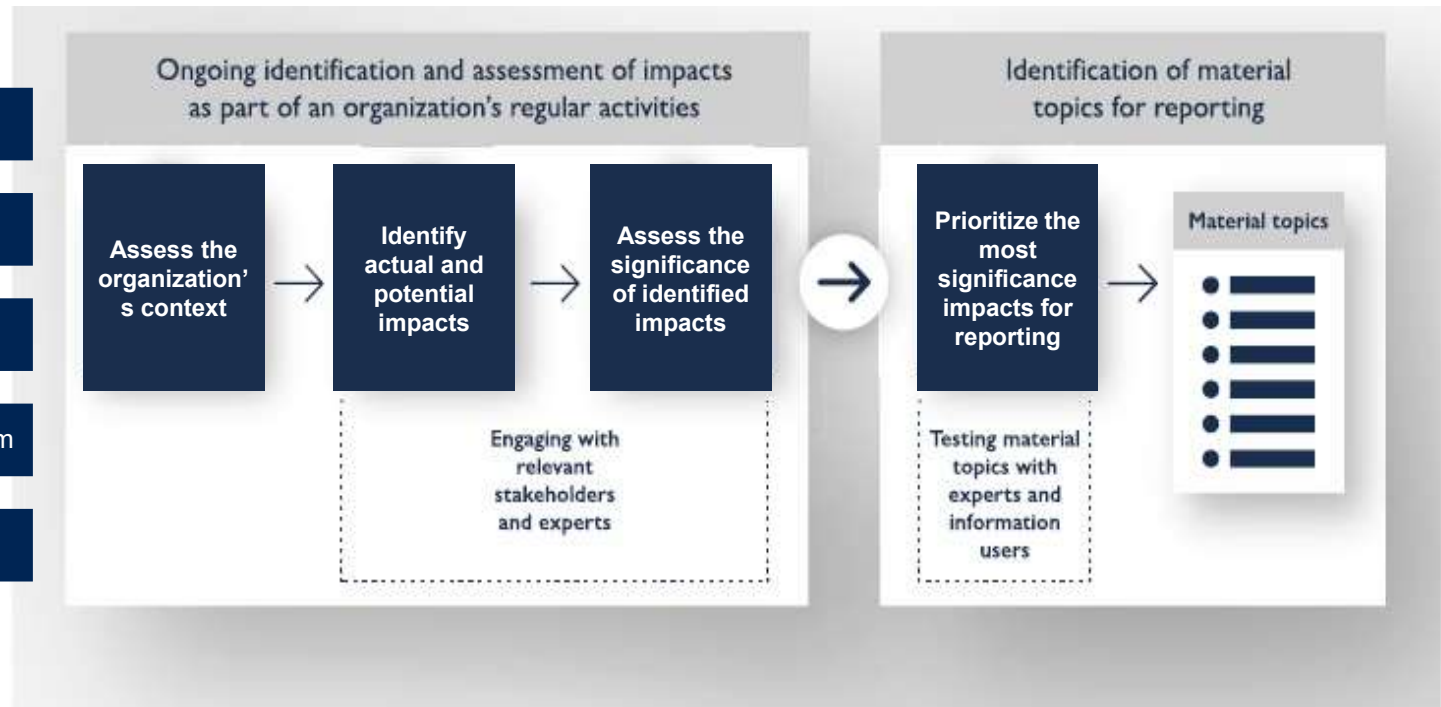 Ongoing identification and assessment of impacts
as part of an organization's regular activities
Identification of material
topics for reporting
Assess the
organization’
s context
Identify
actual and
potential
impacts
Assess the
significance
of identified
impacts
Prioritize the
most
significance
impacts for
reporting
Material topics
m
Engaging with
relevant
stakeholders
and experts
Testing material
topics with
experts and
information
users